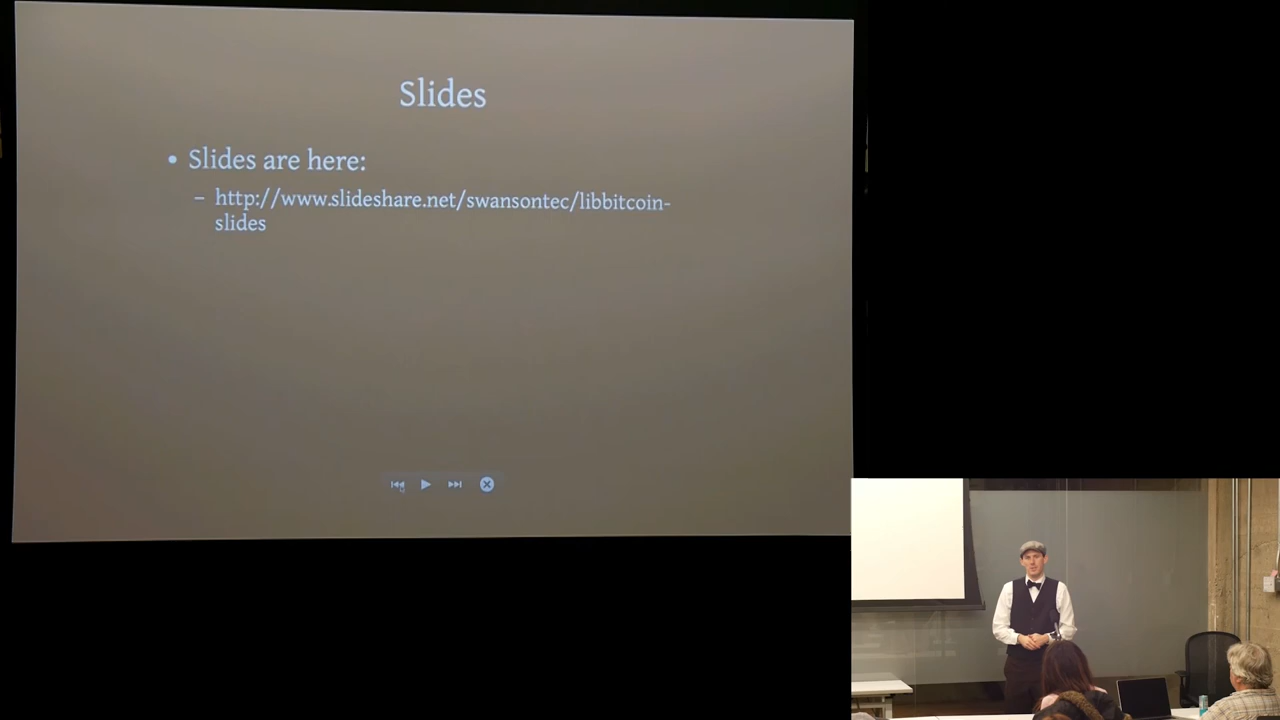 Slides
• Slides are here:
– http://www.slideshare.net/swansontec/libbitcoin-
slides